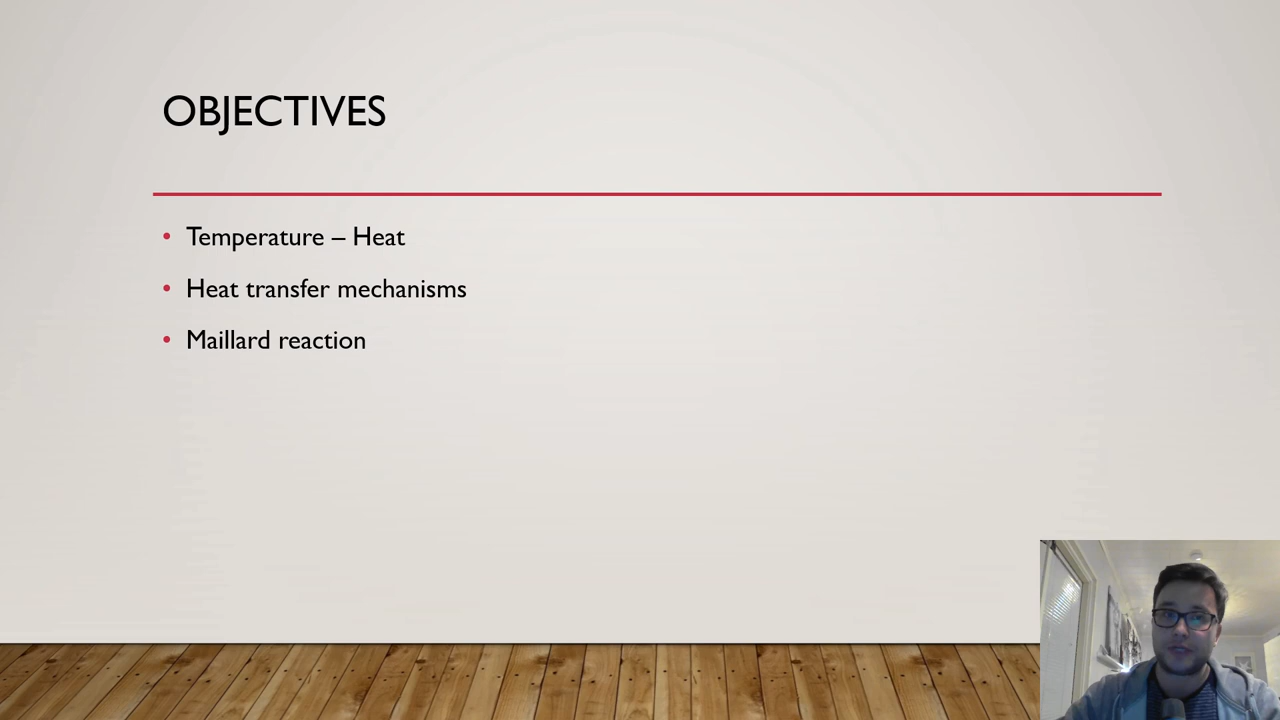 OBJECTIVES
• Temperature – Heat
• Heat transfer mechanisms
• Maillard reaction